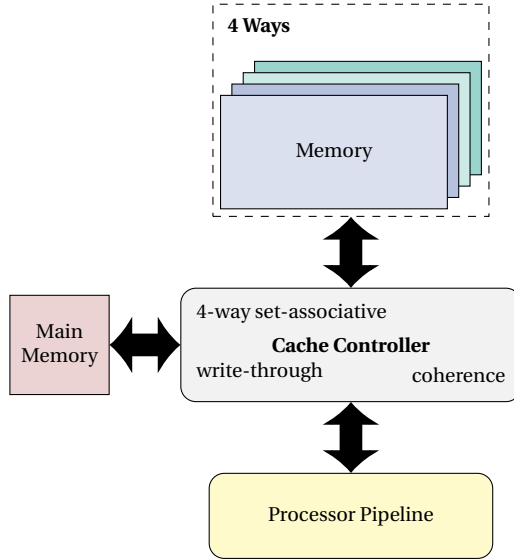 4 Ways
Memory
4-way set-associative
Cache Controller
write-through
coherence
Main
Memory
Processor Pipeline